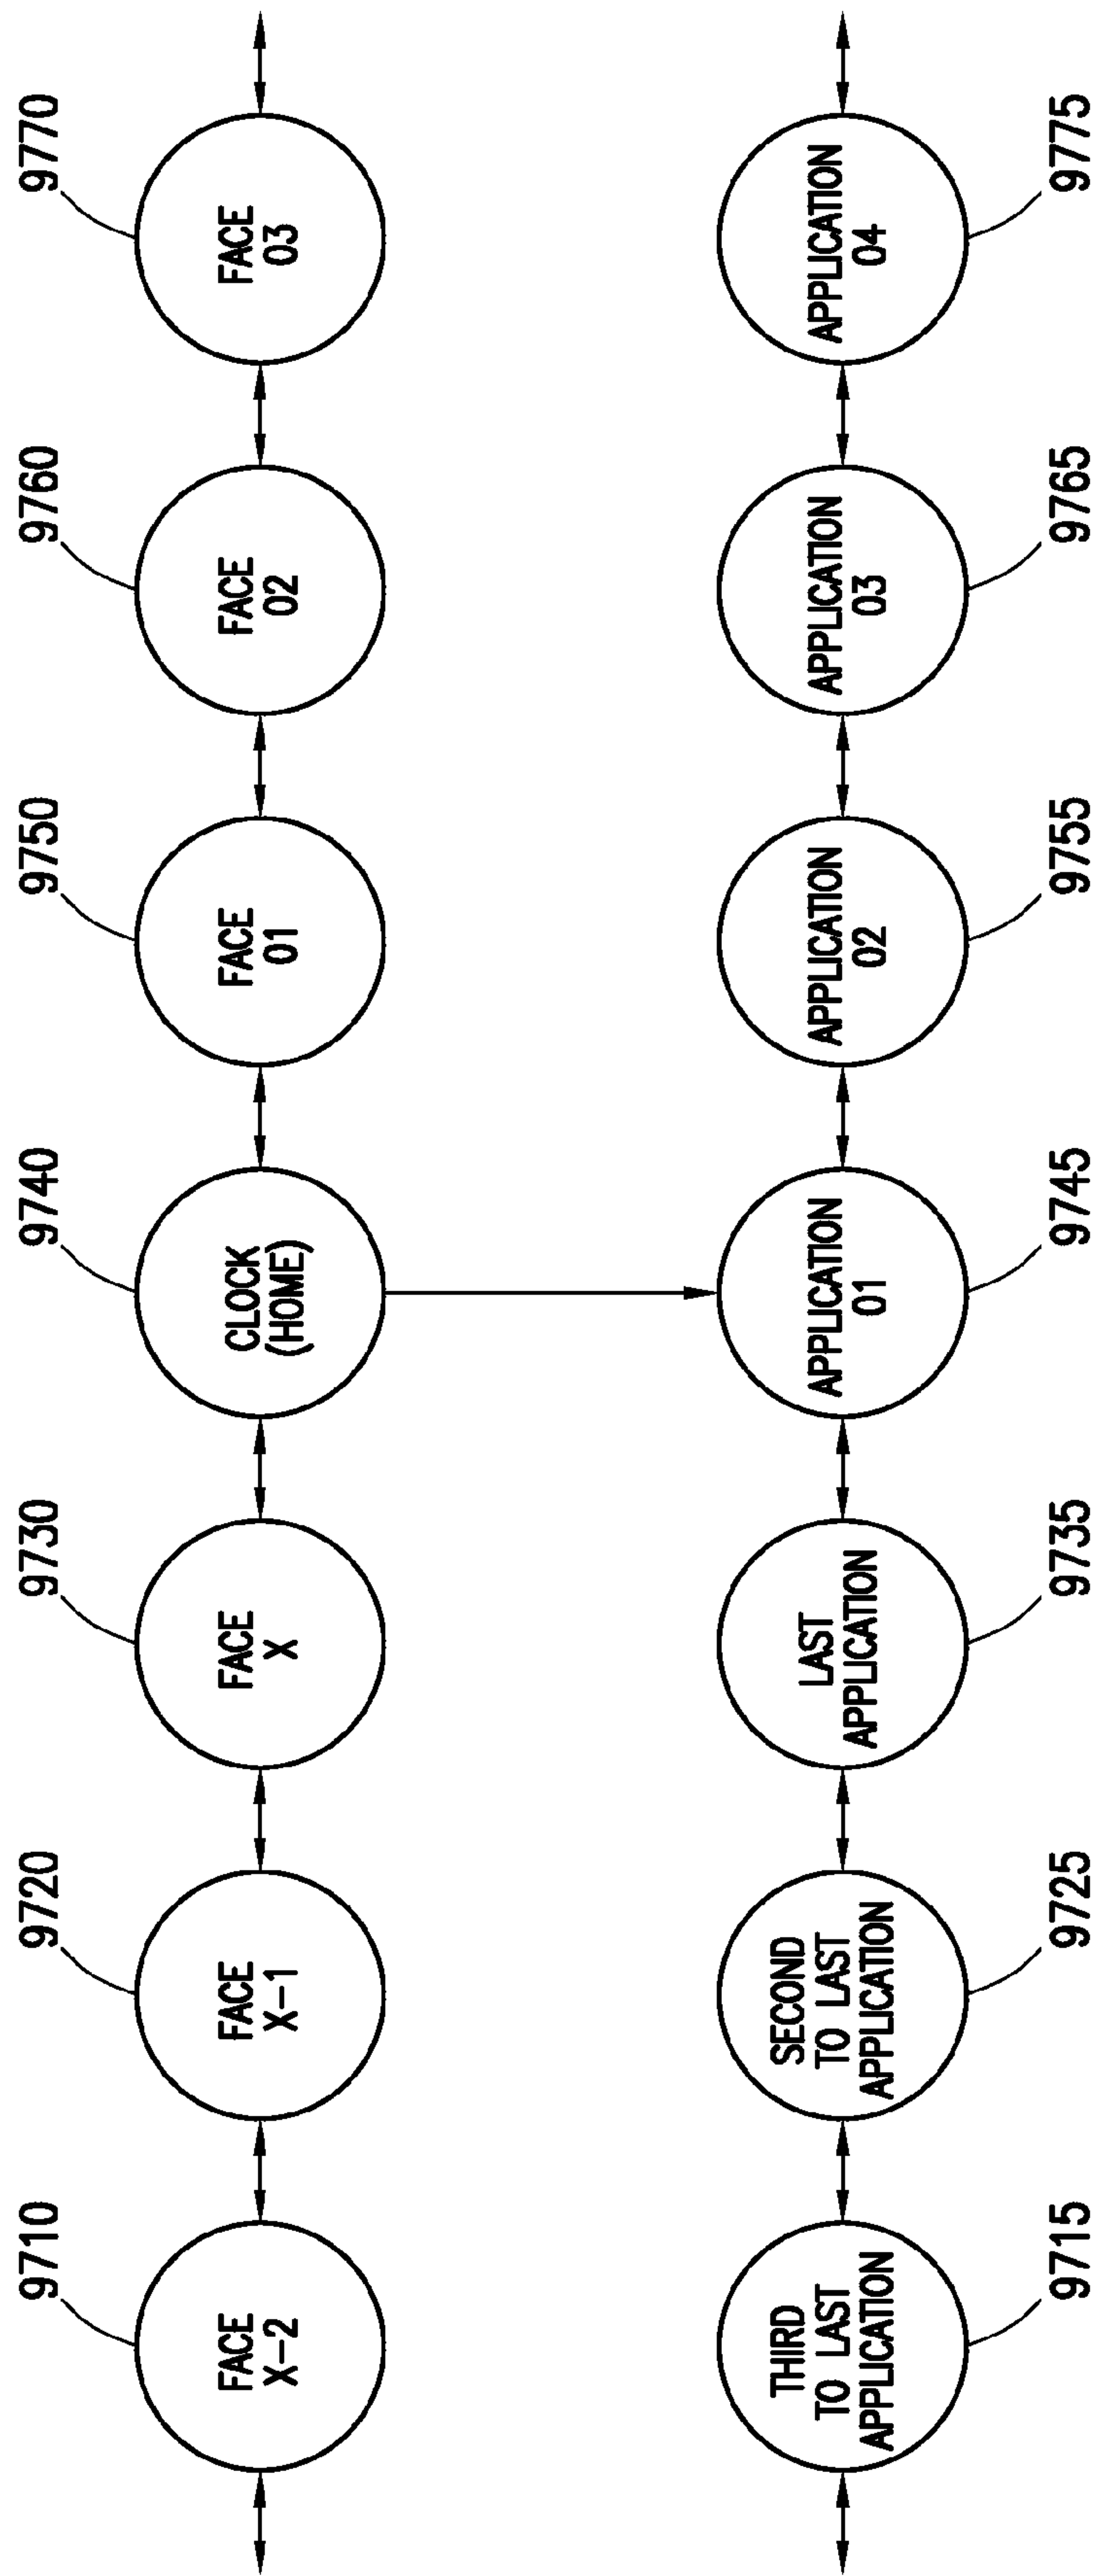 9710
FACE
X-2
9720
FACE
X-1
9730
FACE
X
9740
CLOCK
(HOME)
9750
FACE
01
9760
FACE
02
9770
FACE
03
THIRD
TO LAST
APPLICATION
9715
SECOND
TO LAST
APPLICATION
9725
LAST
APPLICATION
9735
APPLICATION
01
9745
APPLICATION
02
9755
APPLICATION
03
9765
APPLICATION
04
9775